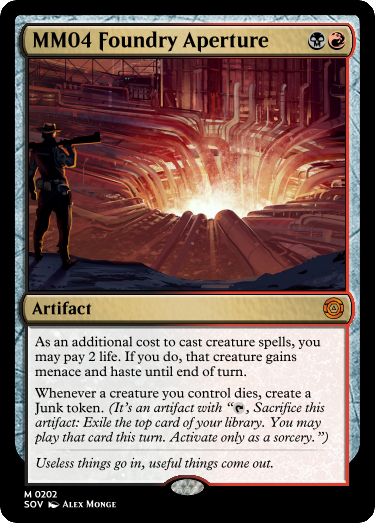 MM04 Foundry Aperture
Artifact
As an additional cost to cast creature spells, you
may pay 2 life. If you do, that creature gains
menace and haste until end of turn.
Whenever a creature you control dies, create a
Junk token. (It's an artifact with “, Sacrifice this
artifact: Exile the top card of your library. You may
play that card this turn. Activate only as a sorcery.”)
Useless things go in, useful things come out.
M 0202
SOV Alex Monge